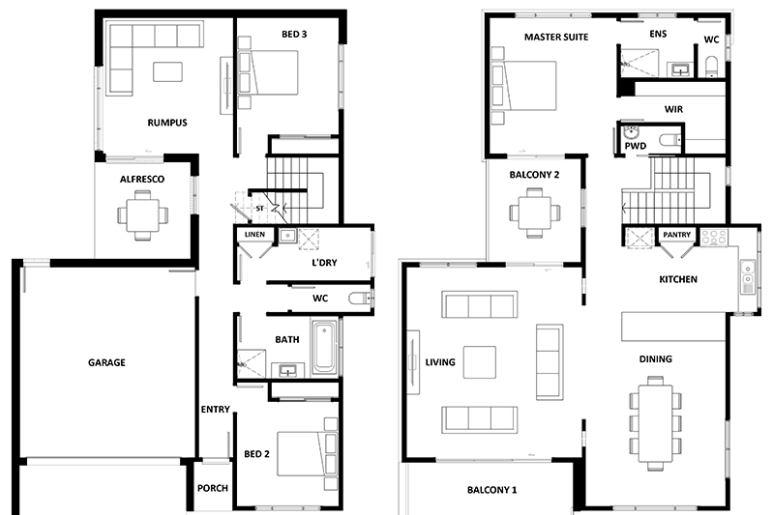 BED 3
RUMPUS
ALFRESCO
ST
LINEN
L'DRY
WC
BATH
GARAGE
ENTRY
BED 2
PORCH
MASTER SUITE
ENS
WC
WIR
PWD
BALCONY 2
PANTRY
KITCHEN
LIVING
DINING
BALCONY 1